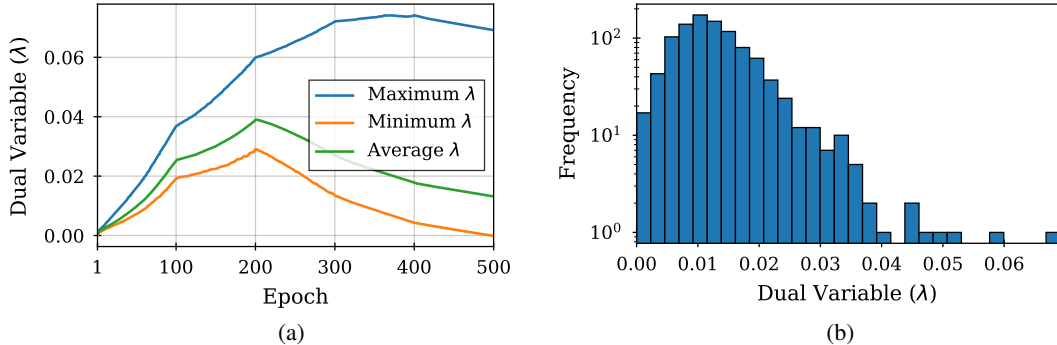 0.06
0.04
0.02
0.00
Dual Variable (λ)
Maximum λ
Minimum λ
Average λ
1
100
200
300
400
500
Epoch
(a)
10²
10¹
10⁰
Frequency
0.00
0.01
0.02
0.03
0.04
0.05
0.06
Dual Variable (λ)
(b)